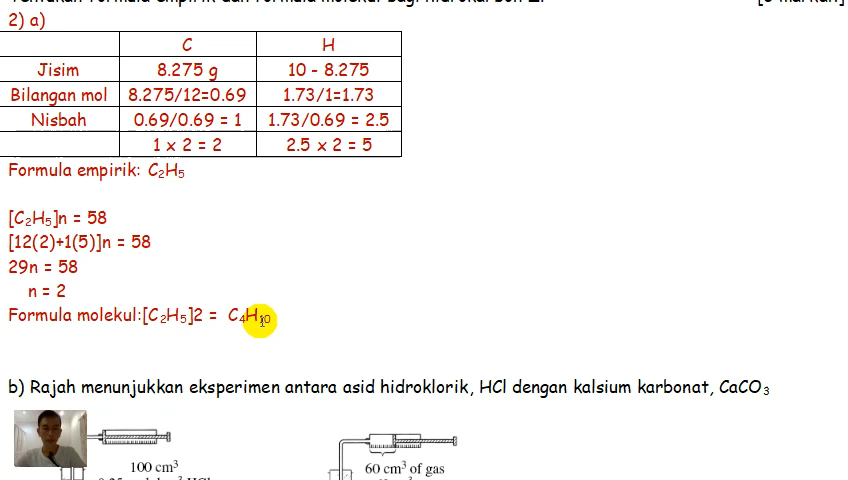 2) a)
C H
Jisim 8.275 g 10 - 8.275
Bilangan mol 8.275/12=0.69 1.73/1=1.73
Nisbah 0.69/0.69 = 1 1.73/0.69 = 2.5
1 x 2 = 2 2.5 x 2 = 5
Formula empirik: C₂H₅
[C₂H₅]n = 58
[12(2)+1(5)]n = 58
29n = 58
n = 2
Formula molekul:[C₂H₅]2 = C₄H₁₀
b) Rajah menunjukkan eksperimen antara asid hidroklorik, HCl dengan kalsium karbonat, CaCO₃
100 cm³
60 cm³ of gas